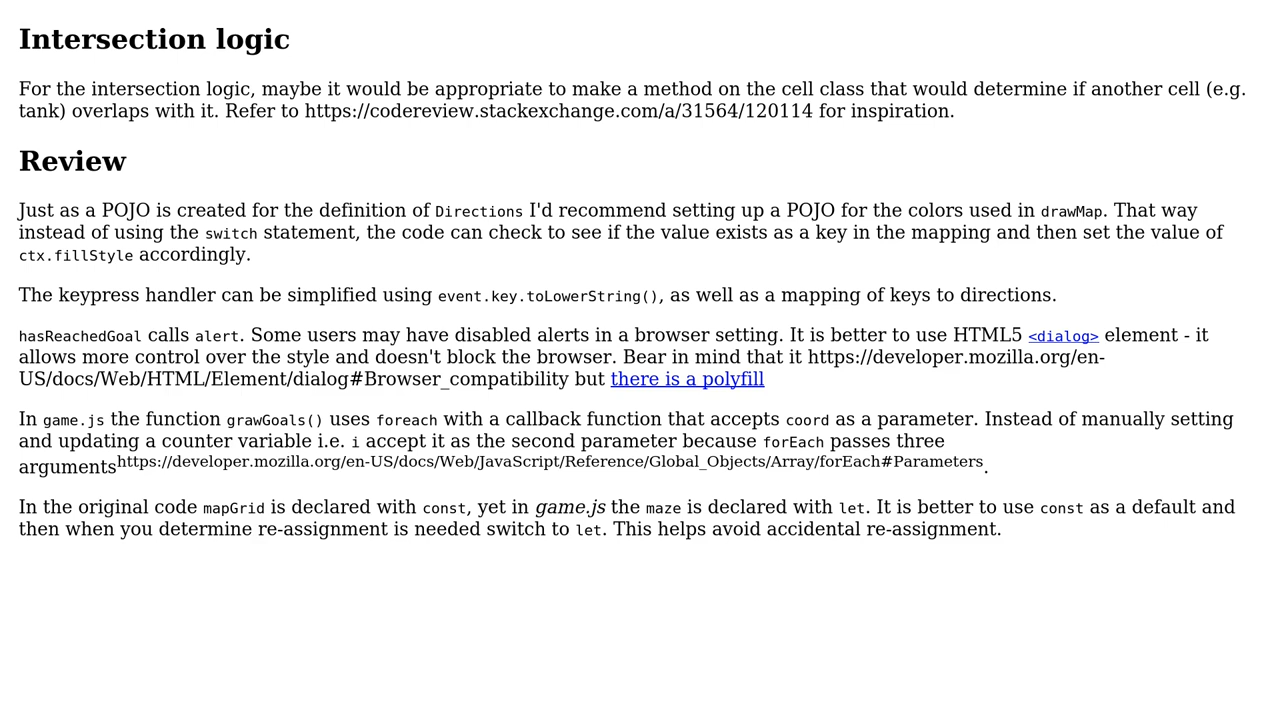 Intersection logic
For the intersection logic, maybe it would be appropriate to make a method on the cell class that would determine if another cell (e.g.
tank) overlaps with it. Refer to https://codereview.stackexchange.com/a/31564/120114 for inspiration.
Review
Just as a POJO is created for the definition of Directions I'd recommend setting up a POJO for the colors used in drawMap. That way
instead of using the switch statement, the code can check to see if the value exists as a key in the mapping and then set the value of
ctx.fillStyle accordingly.
The keypress handler can be simplified using event.key.toLowerString(), as well as a mapping of keys to directions.
hasReachedGoal calls alert. Some users may have disabled alerts in a browser setting. It is better to use HTML5 <dialog> element - it
allows more control over the style and doesn't block the browser. Bear in mind that it https://developer.mozilla.org/en-
US/docs/Web/HTML/Element/dialog#Browser_compatibility but there is a polyfill
In game.js the function grawGoals() uses foreach with a callback function that accepts coord as a parameter. Instead of manually setting
and updating a counter variable i.e. i accept it as the second parameter because forEach passes three
argumentshttps://developer.mozilla.org/en-US/docs/Web/JavaScript/Reference/Global_Objects/Array/forEach#Parameters.
In the original code mapGrid is declared with const, yet in game.js the maze is declared with let. It is better to use const as a default and
then when you determine re-assignment is needed switch to let. This helps avoid accidental re-assignment.